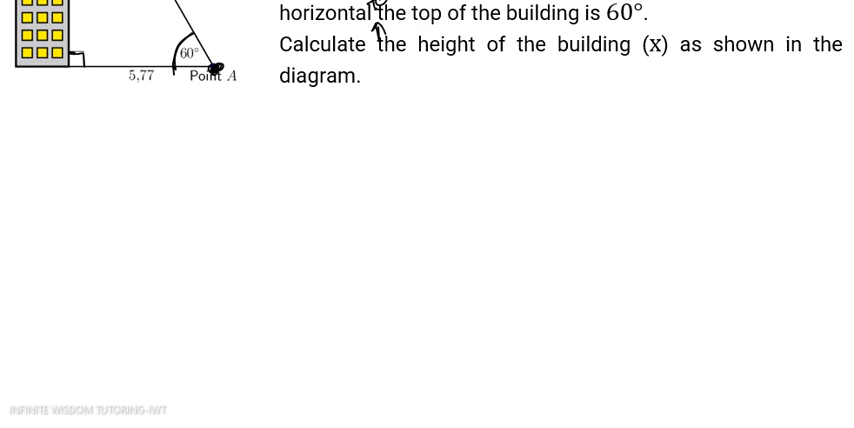 horizontal the top of the building is 60°.
60°
Calculate the height of the building (x) as shown in the
5,77 Point A
diagram.
INFINITE WISDOM TUTORING-IWT